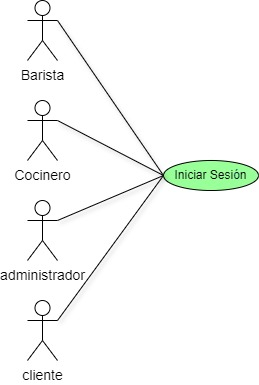 Barista
Cocinero
Iniciar Sesión
administrador
cliente